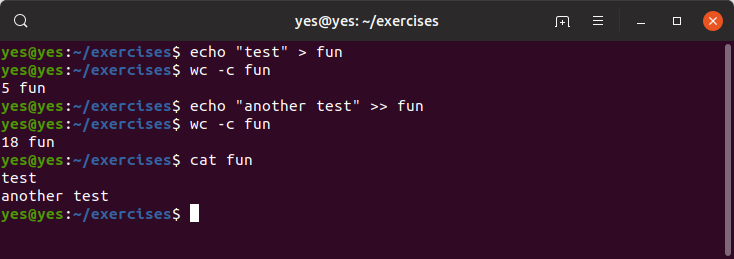 yes@yes: ~/exercises
yes@yes:~/exercises$ echo "test" > fun
yes@yes:~/exercises$ wc -c fun
5 fun
yes@yes:~/exercises$ echo "another test" >> fun
yes@yes:~/exercises$ wc -c fun
18 fun
yes@yes:~/exercises$ cat fun
test
another test
yes@yes:~/exercises$